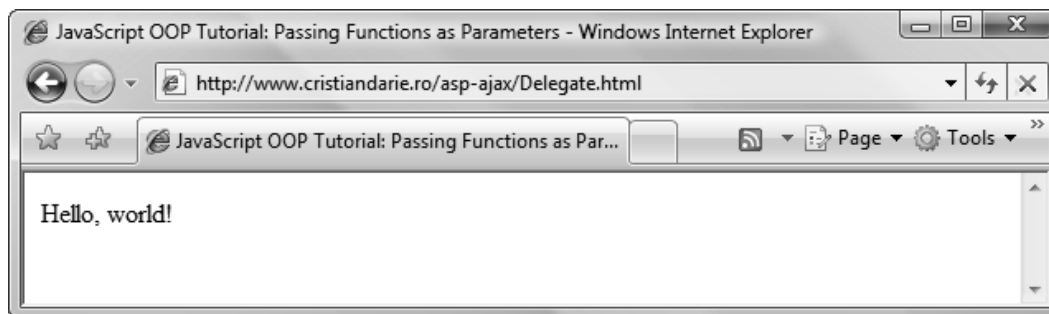 JavaScript OOP Tutorial: Passing Functions as Parameters - Windows Internet Explorer
http://www.cristiandarie.ro/asp-ajax/Delegate.html
JavaScript OOP Tutorial: Passing Functions as Par... Page Tools
Hello, world!